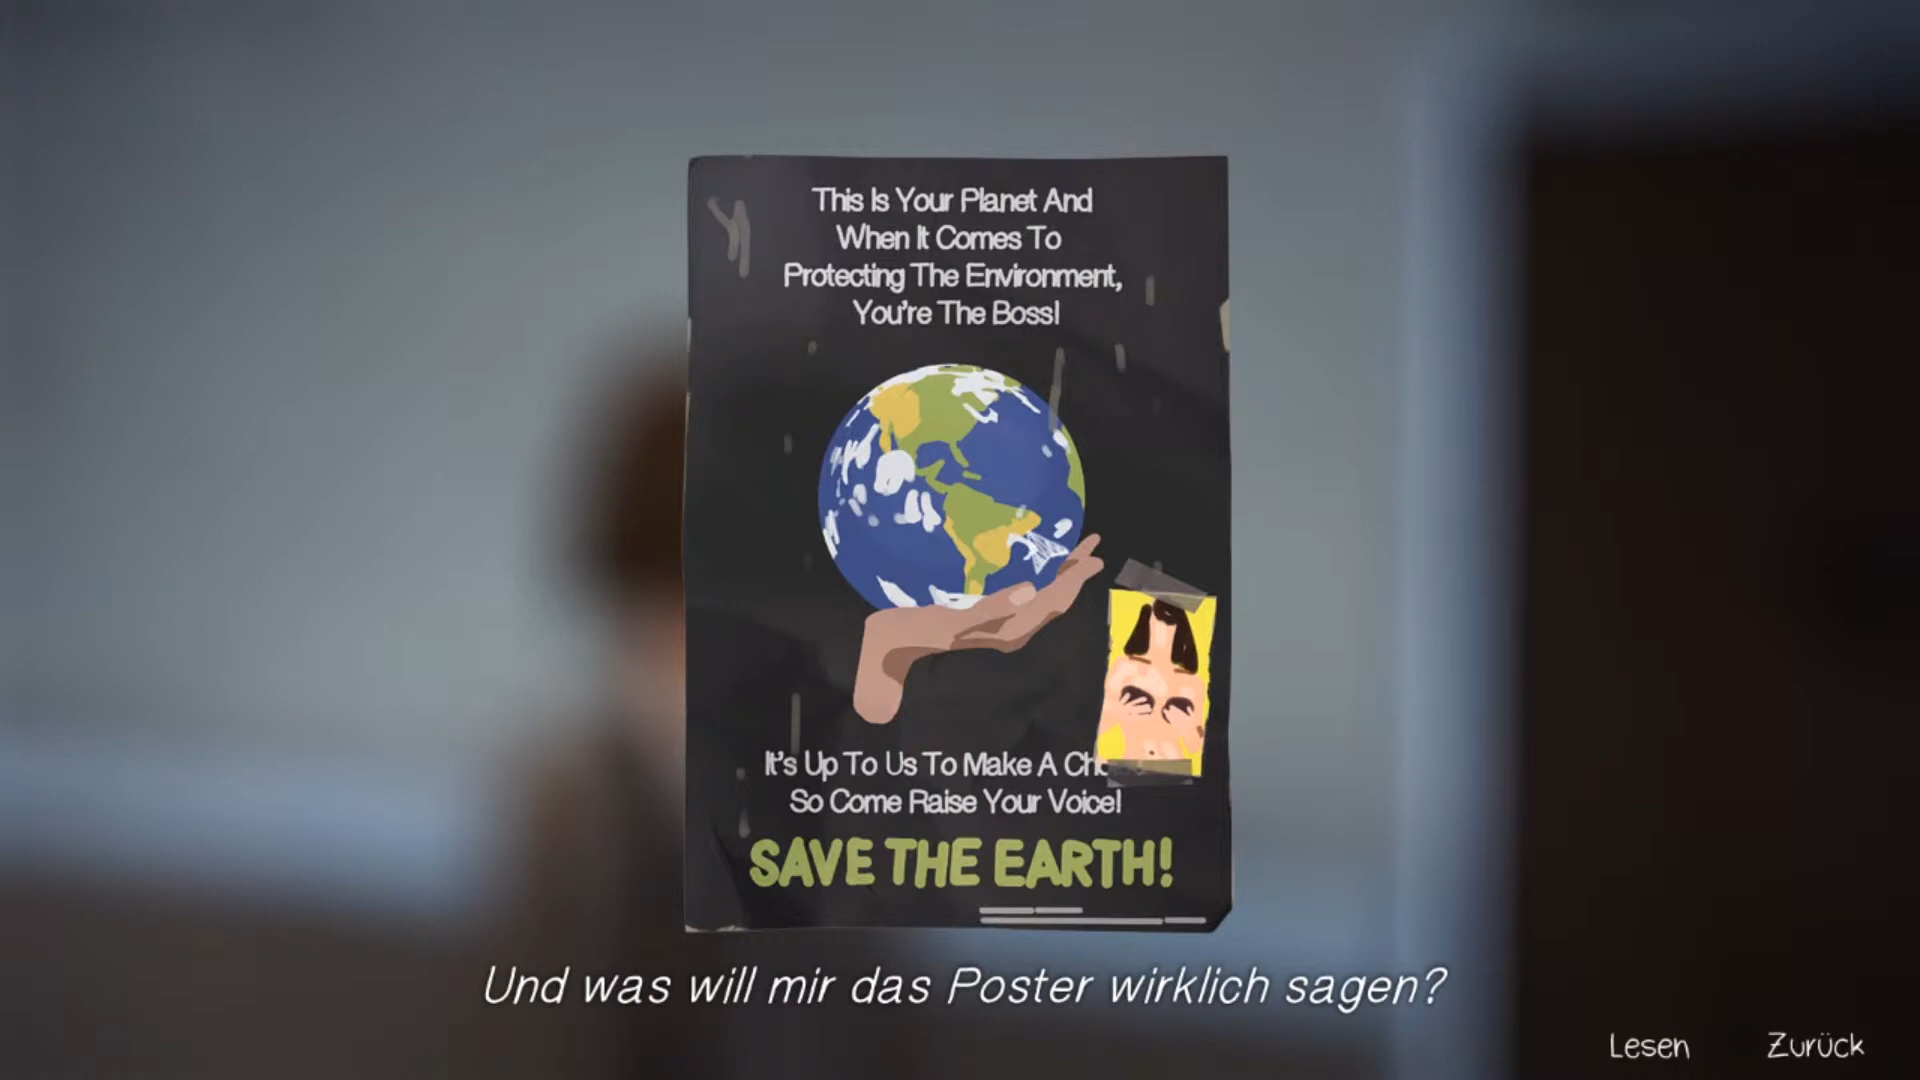 This Is Your Planet And
When It Comes To
Protecting The Environment,
You're The Boss!
It's Up To Us To Make A
So Come Raise Your Voice!
SAVE THE EARTH!
Und was will mir das Poster wirklich sagen?
Lesen Zurück